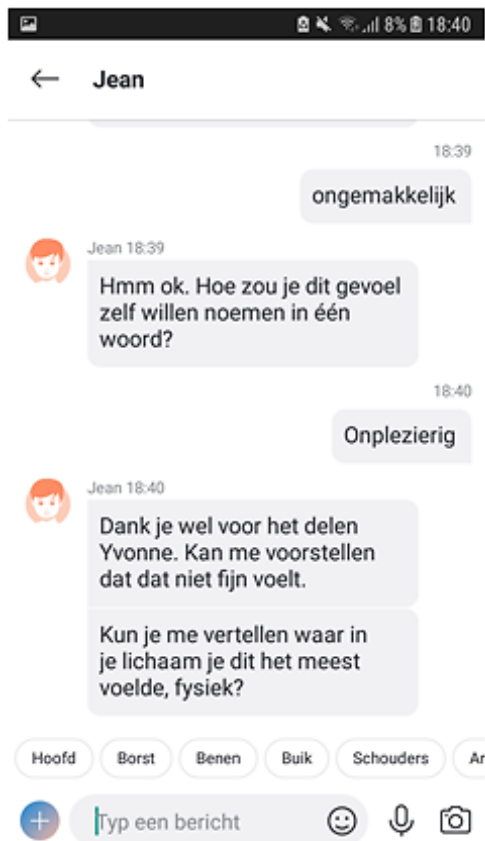 8% 18:40
Jean
18:39
ongemakkelijk
Jean 18:39
Hmm ok. Hoe zou je dit gevoel
zelf willen noemen in één
woord?
18:40
Onplezierig
Jean 18:40
Dank je wel voor het delen
Yvonne. Kan me voorstellen
dat dat niet fijn voelt.
Kun je me vertellen waar in
je lichaam je dit het meest
voelde, fysiek?
Hoofd Borst Benen Buik Schouders
Typ een bericht